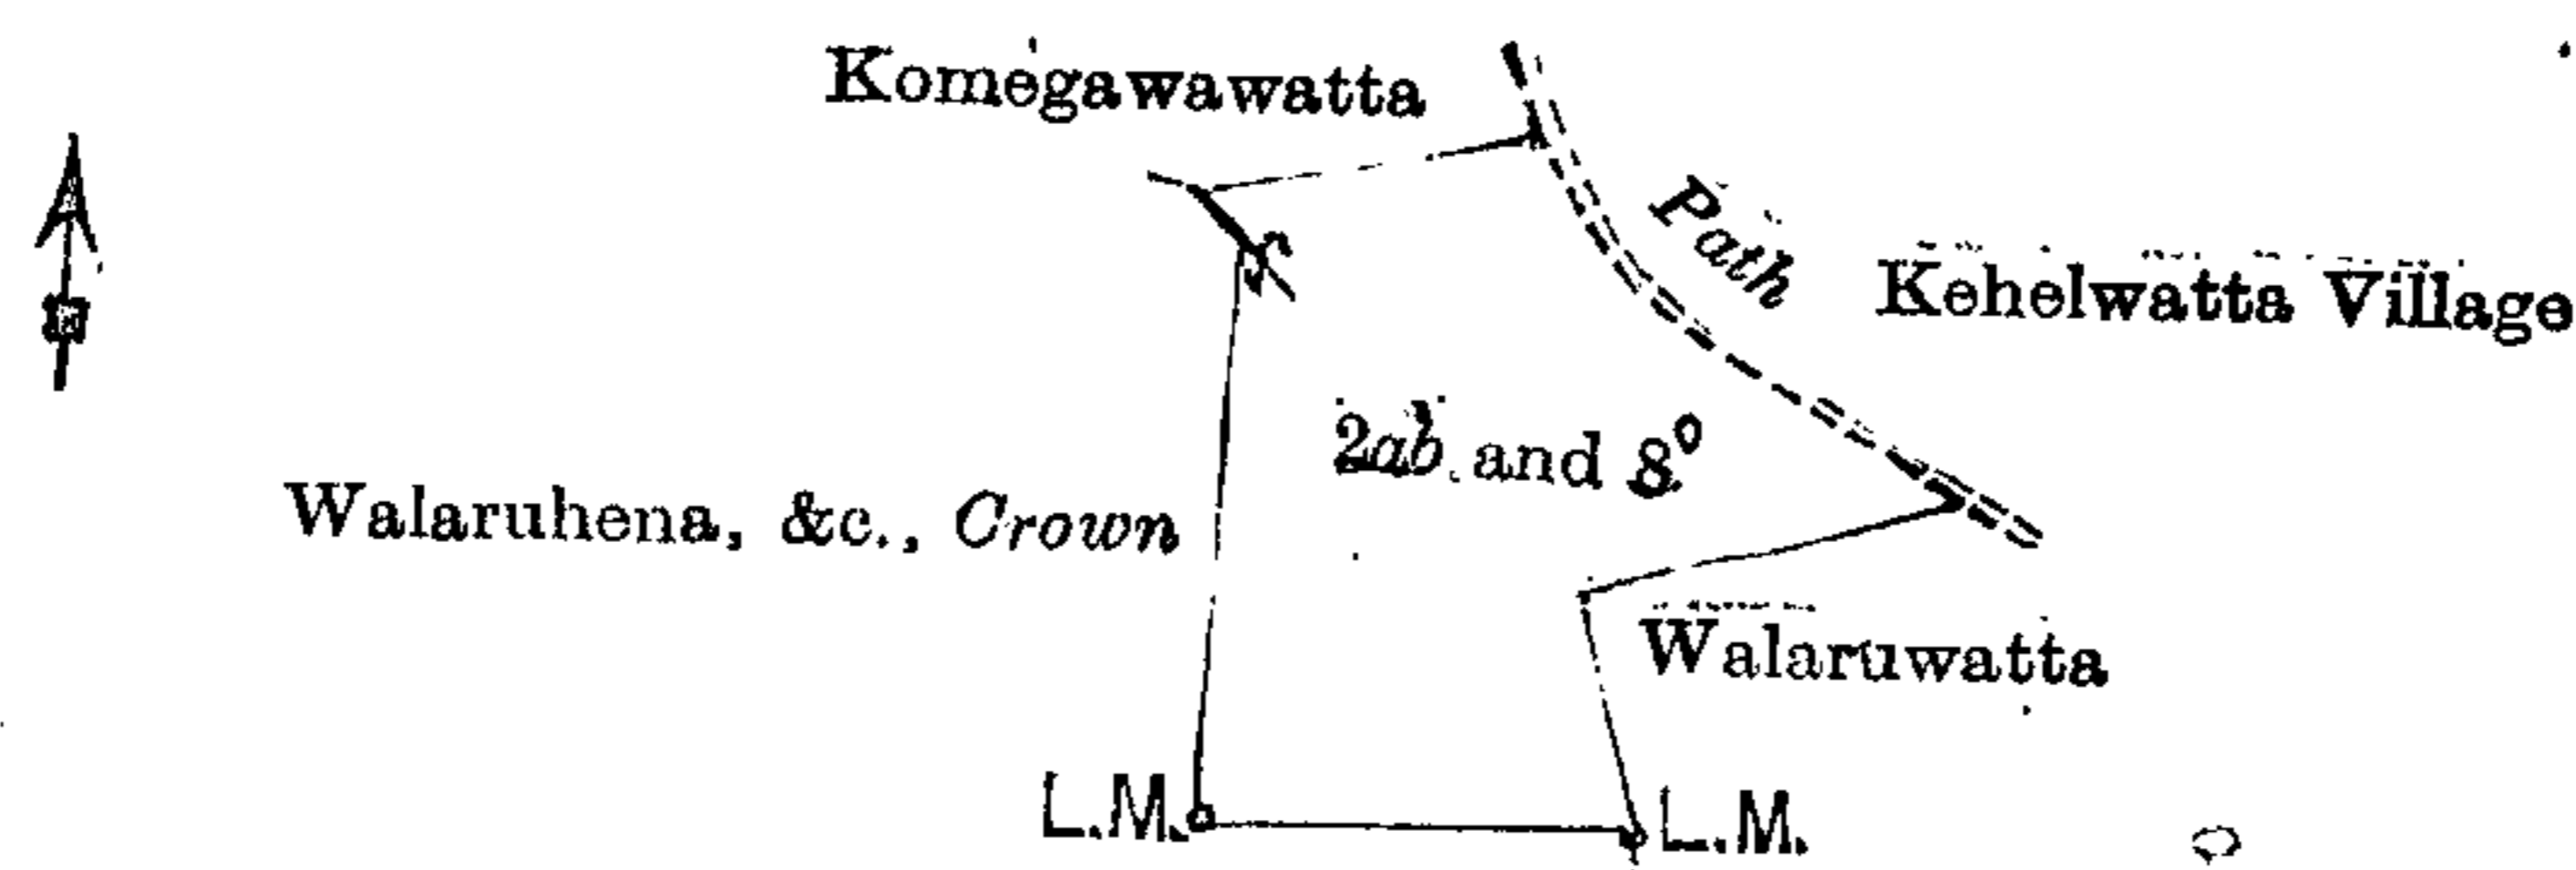 Komegawawatta
Path
Kehelwatta Village
2ab and 8°
Walaruhena, &c., Crown
Walaruwatta
L.M.
L.M.